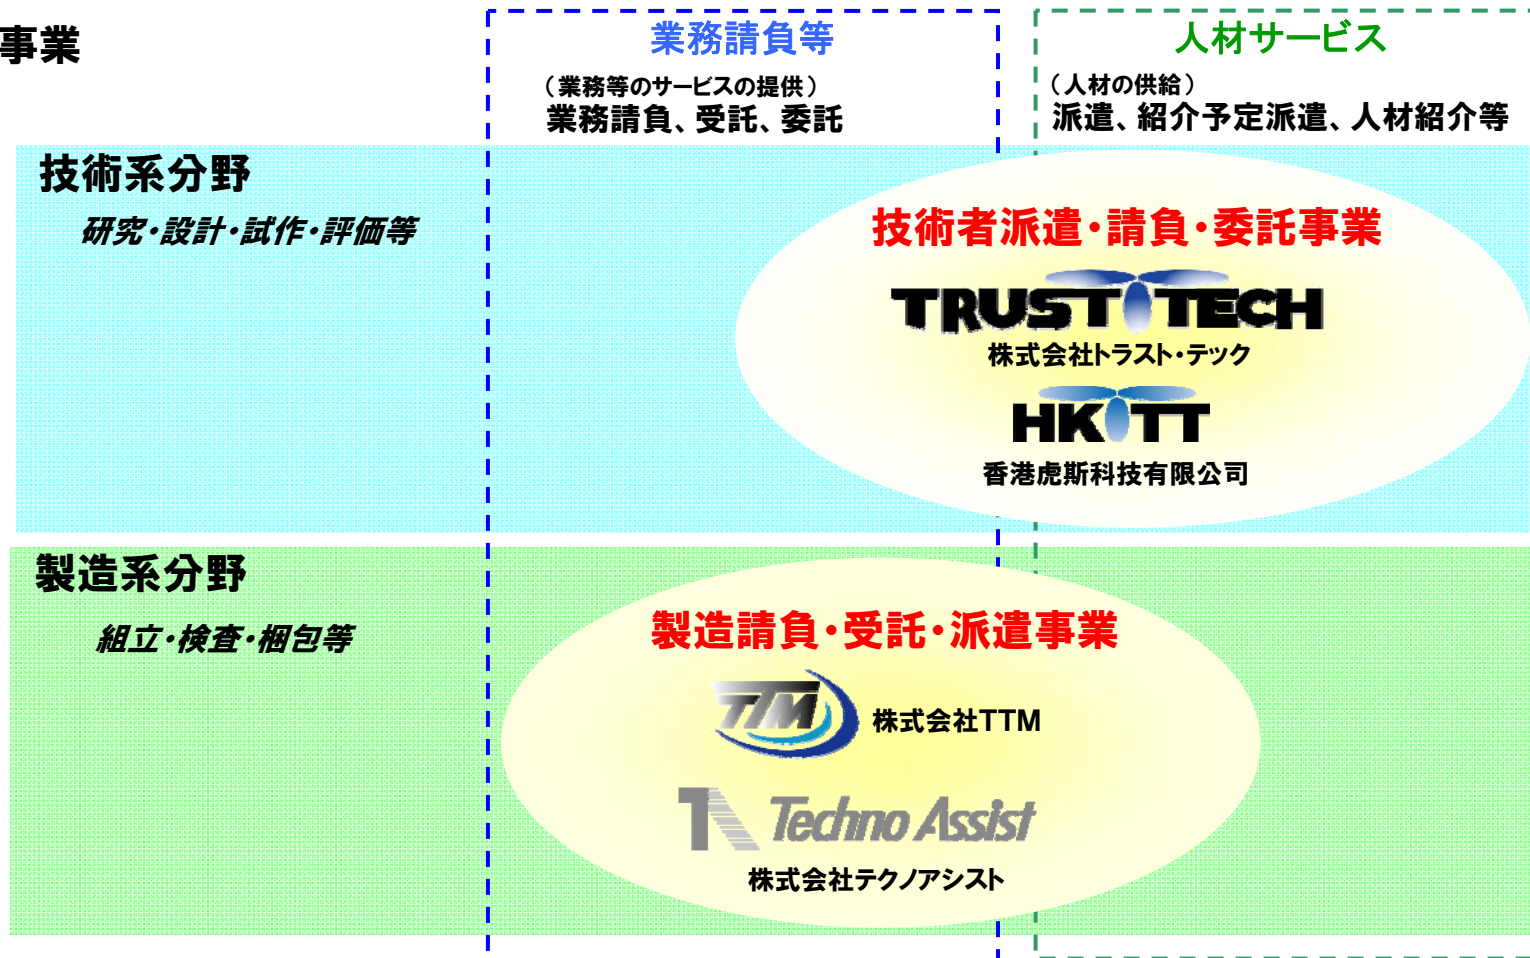 事業
業務請負等
（業務等のサービスの提供）
業務請負、受託、委託
人材サービス
（人材の供給）
派遣、紹介予定派遣、人材紹介等
技術系分野
研究・設計・試作・評価等
技術者派遣・請負・委託事業
TRUST TECH
株式会社トラスト・テック
HKTT
香港虎斯科技有限公司
製造系分野
組立・検査・梱包等
製造請負・受託・派遣事業
TTM
株式会社TTM
TA Techno Assist
株式会社テクノアシスト